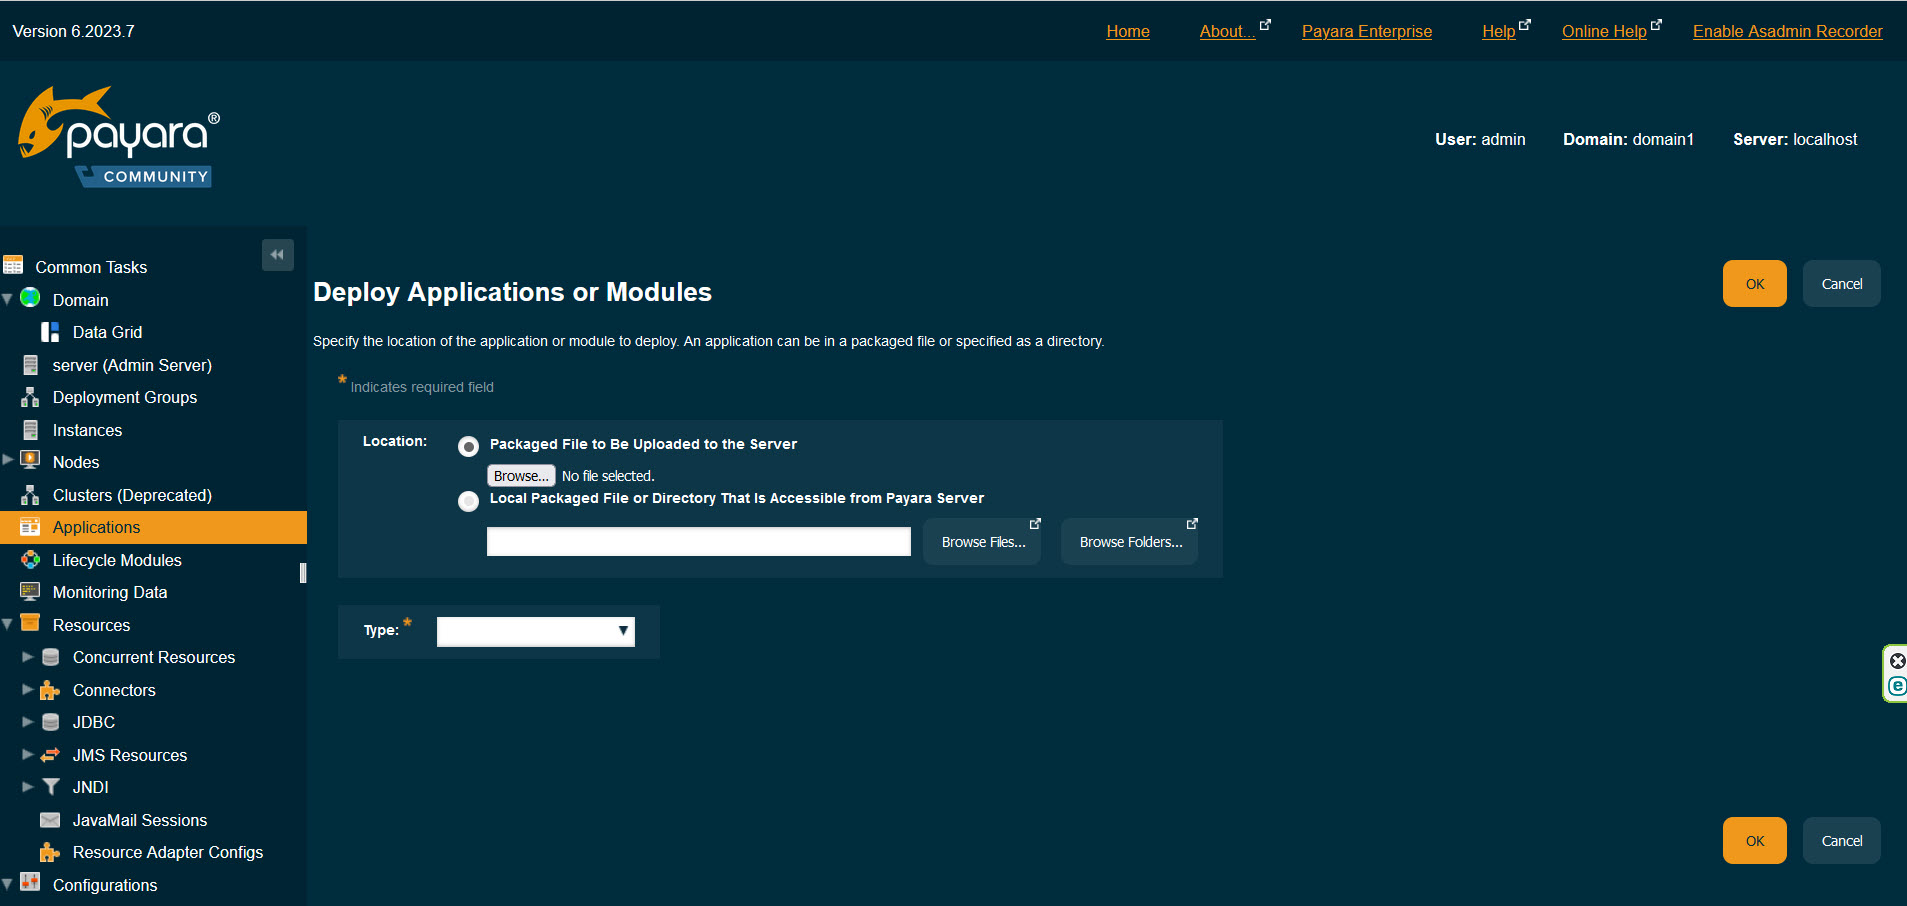 Version 6.2023.7
Home About... Payara Enterprise Help Online Help Enable Asadmin Recorder
payara®
COMMUNITY
User: admin Domain: domain1 Server: localhost
Common Tasks
Domain
Data Grid
server (Admin Server)
Deployment Groups
Instances
Nodes
Clusters (Deprecated)
Applications
Lifecycle Modules
Monitoring Data
Resources
Concurrent Resources
Connectors
JDBC
JMS Resources
JNDI
JavaMail Sessions
Resource Adapter Configs
Configurations
Deploy Applications or Modules
OK Cancel
Specify the location of the application or module to deploy. An application can be in a packaged file or specified as a directory.
* Indicates required field
Location: Packaged File to Be Uploaded to the Server
Browse... No file selected.
Local Packaged File or Directory That Is Accessible from Payara Server
Browse Files... Browse Folders...
Type: *
OK Cancel